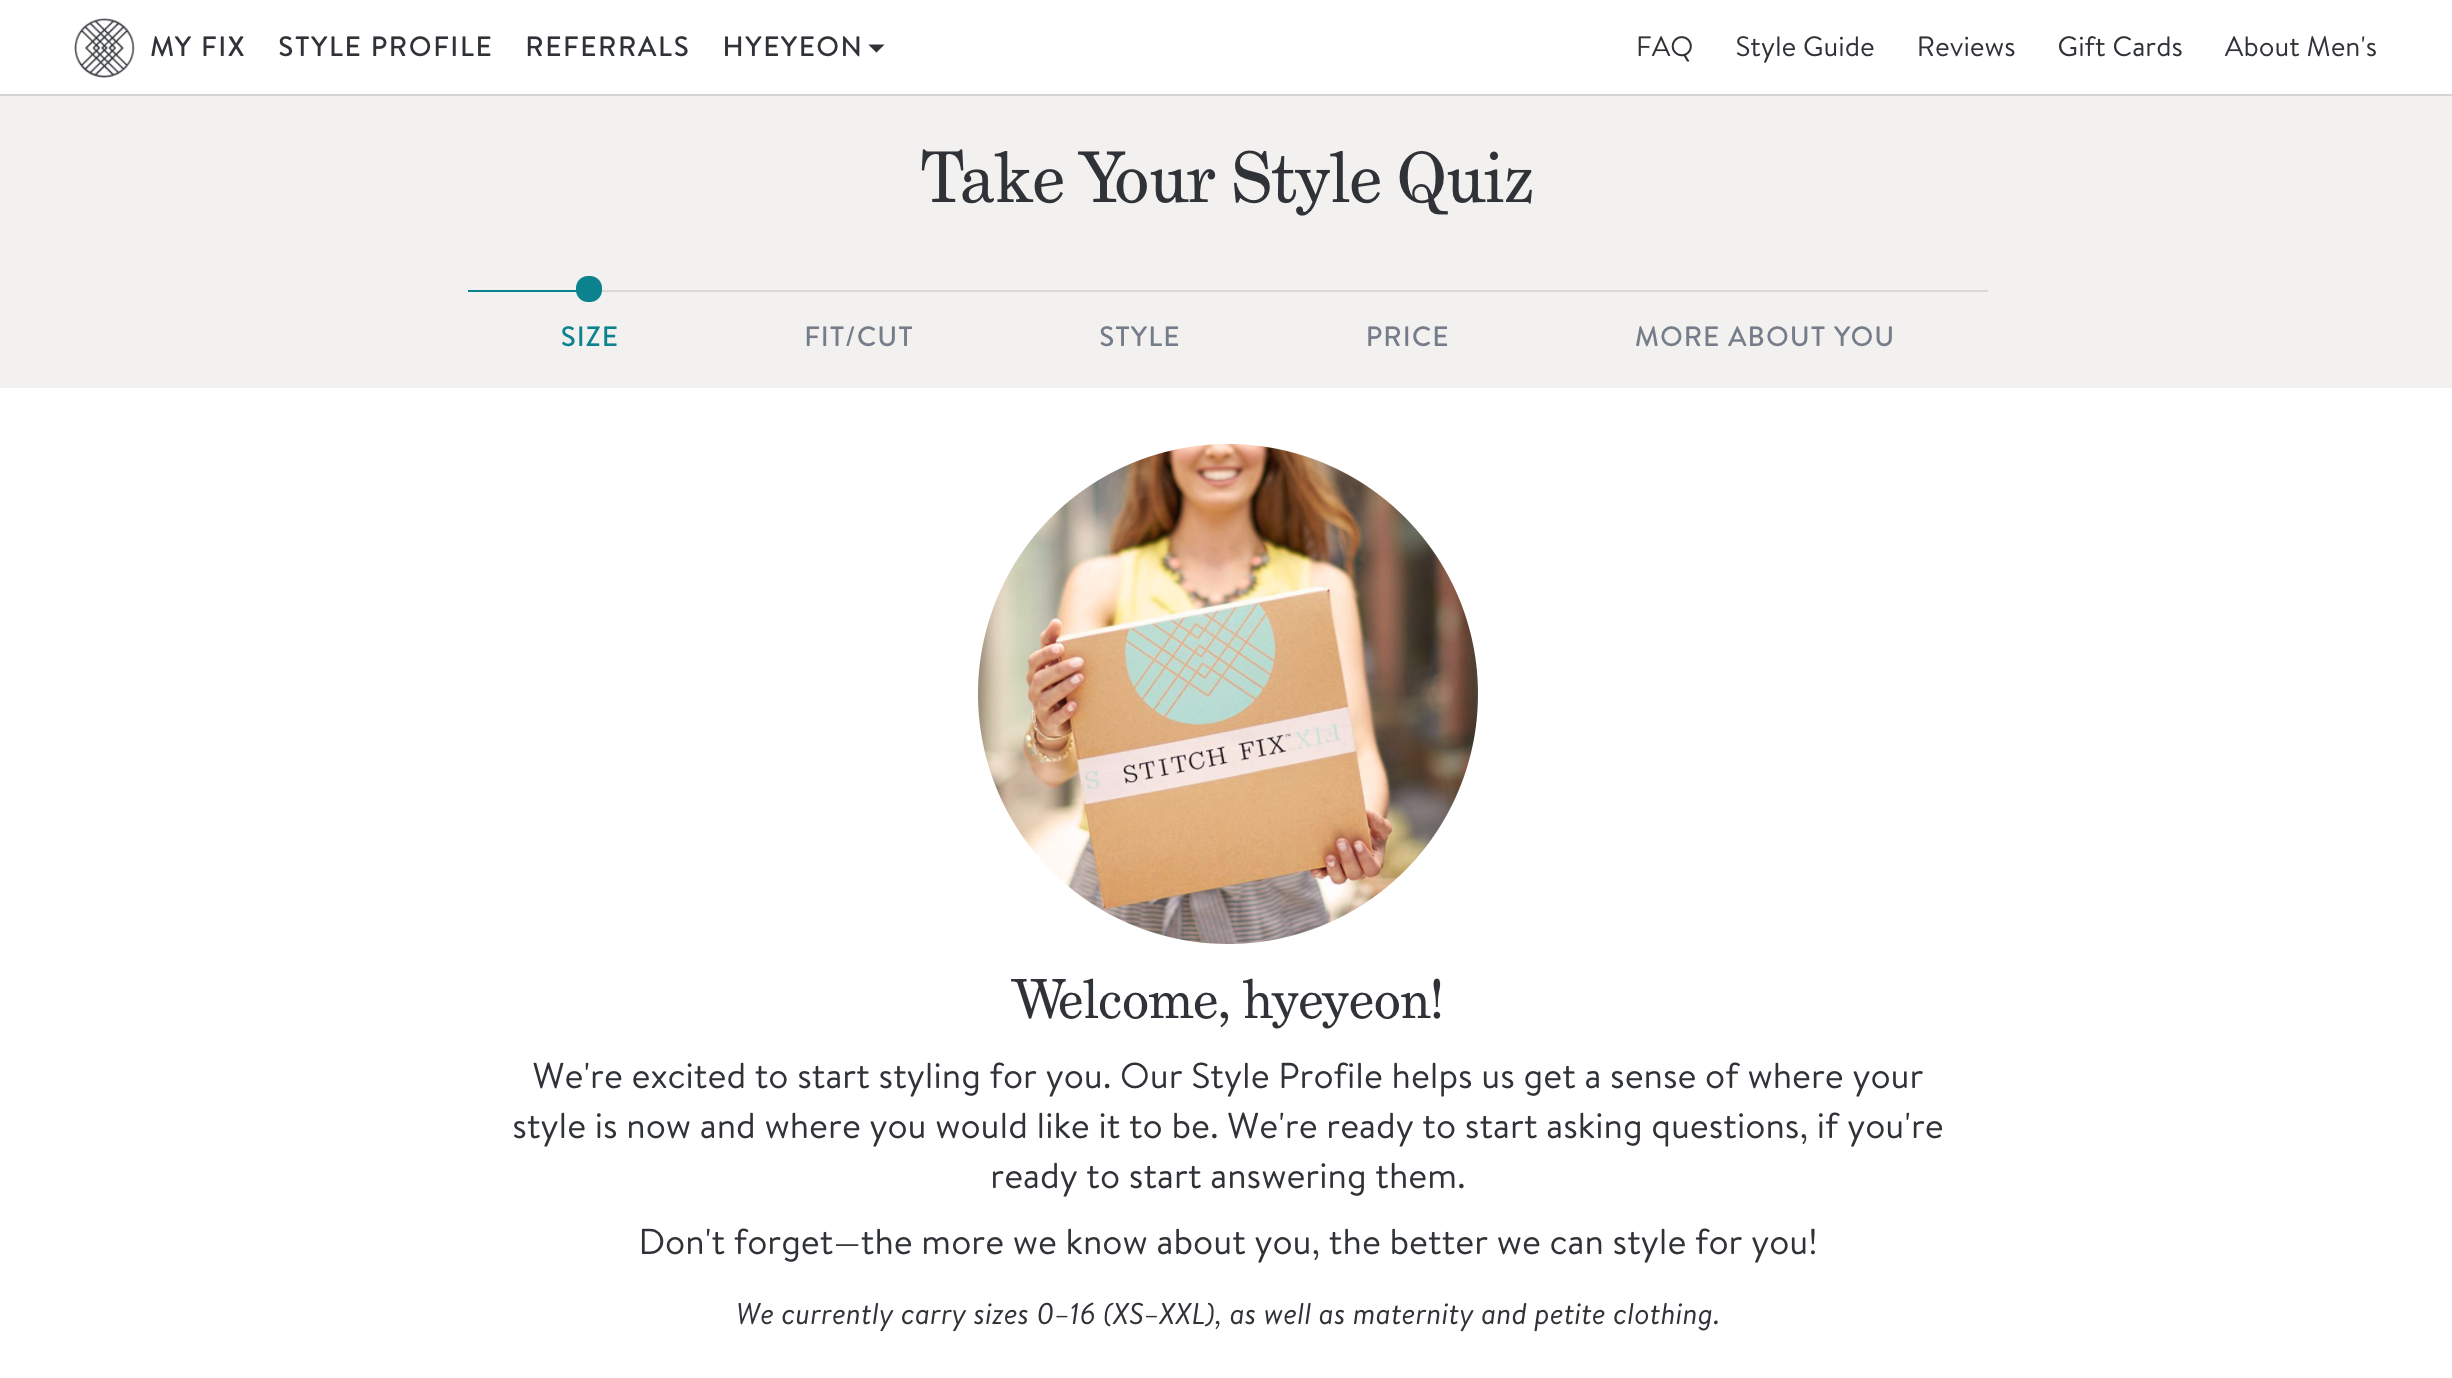 MY FIX STYLE PROFILE REFERRALS HYEYEON FAQ Style Guide Reviews Gift Cards About Men's
Take Your Style Quiz
SIZE FIT/CUT STYLE PRICE MORE ABOUT YOU
S STITCH FIX™ FIX
Welcome, hyeyeon!
We're excited to start styling for you. Our Style Profile helps us get a sense of where your
style is now and where you would like it to be. We're ready to start asking questions, if you're
ready to start answering them.
Don't forget—the more we know about you, the better we can style for you!
We currently carry sizes 0–16 (XS–XXL), as well as maternity and petite clothing.